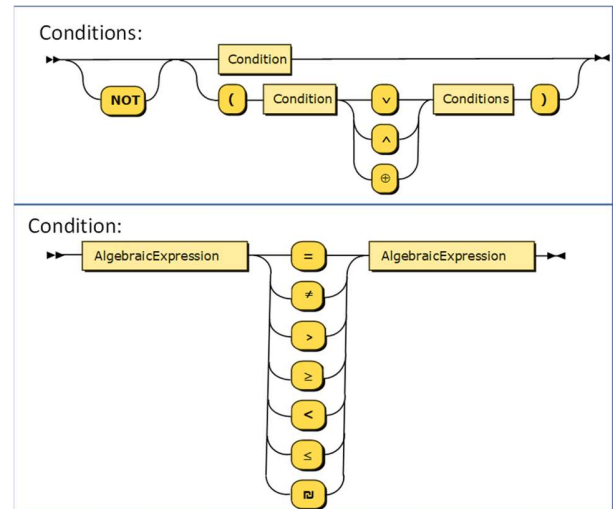 Conditions:
Condition
NOT ( Condition ∨ Conditions )
∧
⊕
Condition:
AlgebraicExpression = AlgebraicExpression
≠
>
≥
<
≤
₪